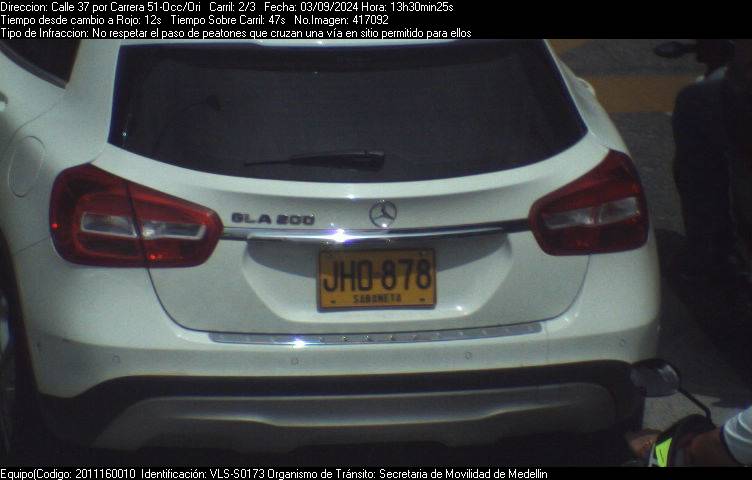 Direccion: Calle 37 por Carrera 51-Occ/Ori Carril: 2/3 Fecha: 03/09/2024 Hora: 13h30min25s
Tiempo desde cambio a Rojo: 12s Tiempo Sobre Carril: 47s No.Imagen: 417092
Tipo de Infraccion: No respetar el paso de peatones que cruzan una vía en sitio permitido para ellos
GLA 200
JHO-878
SABANETA
Equipo(Codigo: 2011160010 Identificación: VLS-S0173 Organismo de Tránsito: Secretaria de Movilidad de Medellin